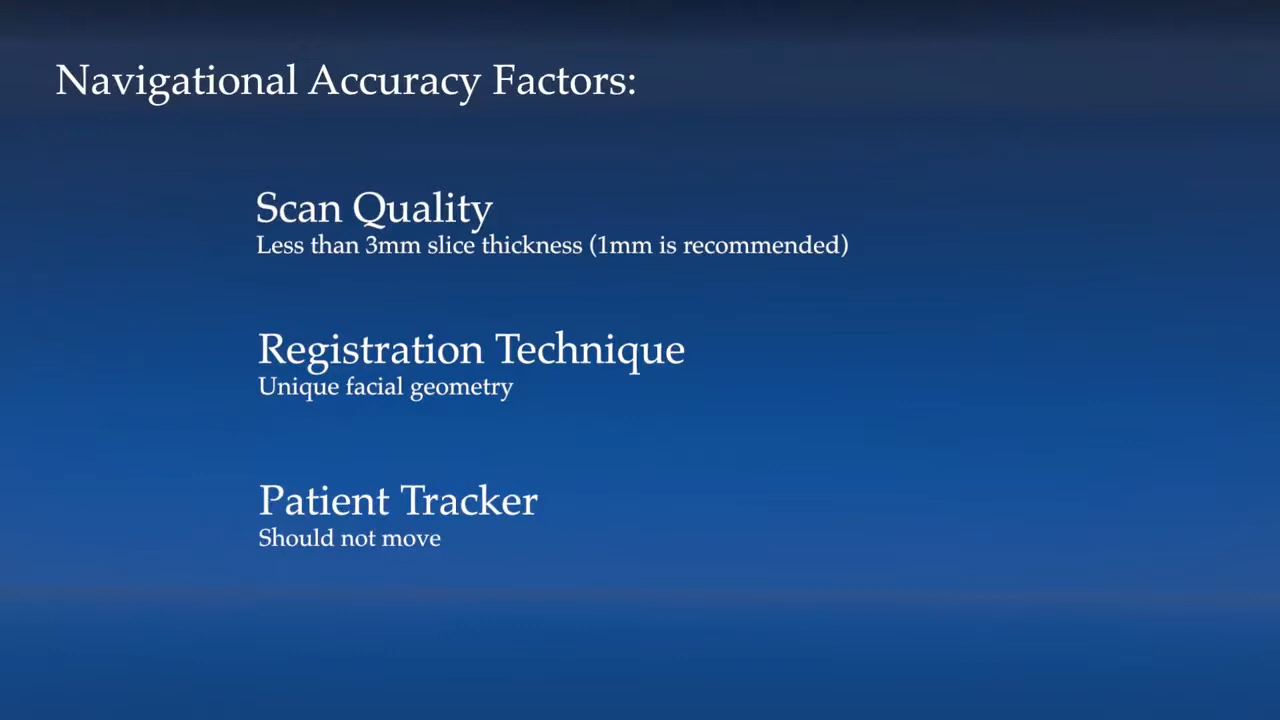 Navigational Accuracy Factors:
Scan Quality
Less than 3mm slice thickness (1mm is recommended)
Registration Technique
Unique facial geometry
Patient Tracker
Should not move